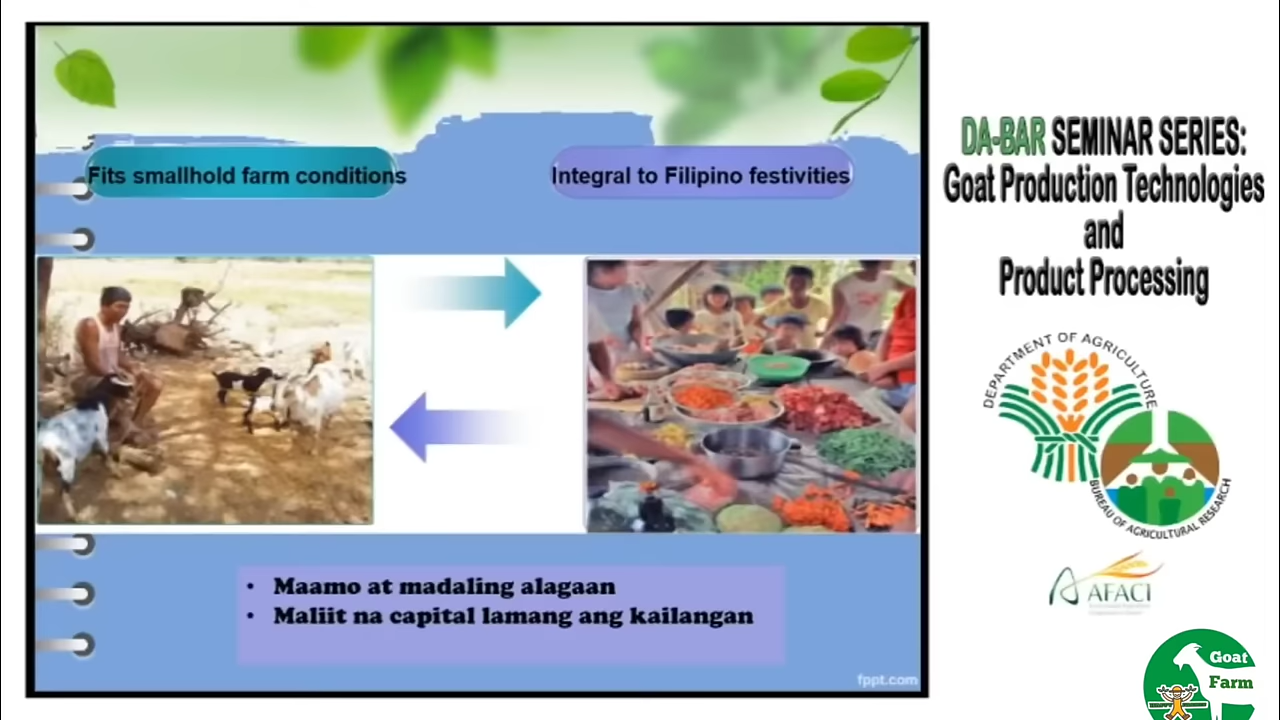 Fits smallhold farm conditions
Integral to Filipino festivities
• Maamo at madaling alagaan
• Maliit na capital lamang ang kailangan
fppt.com
DA-BAR SEMINAR SERIES:
Goat Production Technologies
and
Product Processing
DEPARTMENT OF AGRICULTURE
BUREAU OF AGRICULTURAL RESEARCH
AFACI
Goat
Farm